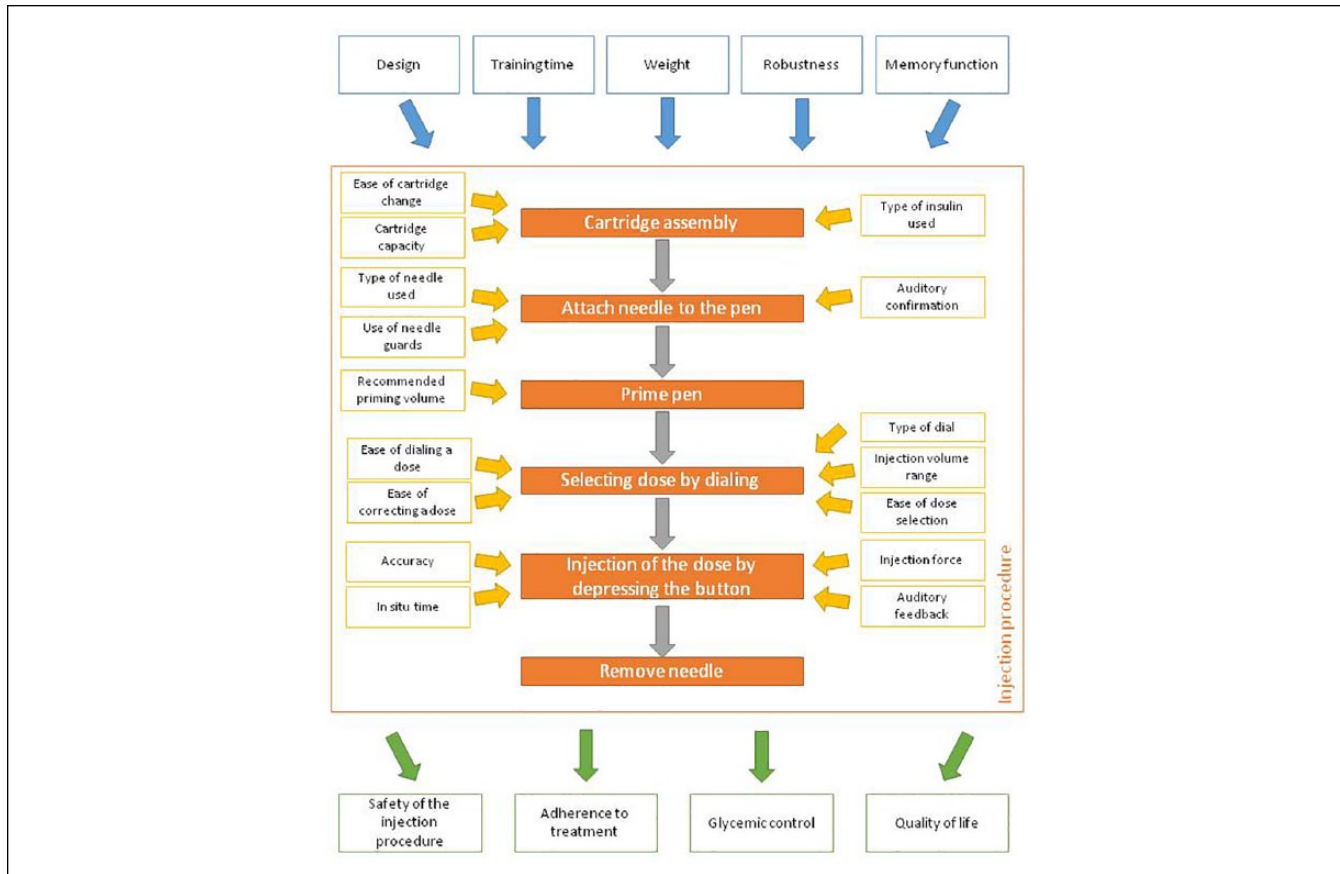 Design
Training time
Weight
Robustness
Memory function
Ease of cartridge
change
Cartridge
capacity
Cartridge assembly
Type of insulin
used
Type of needle
used
Use of needle
guards
Attach needle to the pen
Auditory
confirmation
Recommended
priming volume
Prime pen
Ease of dialing a
dose
Ease of
correcting a dose
Selecting dose by dialing
Type of dial
Injection volume
range
Ease of dose
selection
Accuracy
In situ time
Injection of the dose by
depressing the button
Injection force
Auditory
feedback
Remove needle
Injection procedure
Safety of the
injection
procedure
Adherence to
treatment
Glycemic control
Quality of life